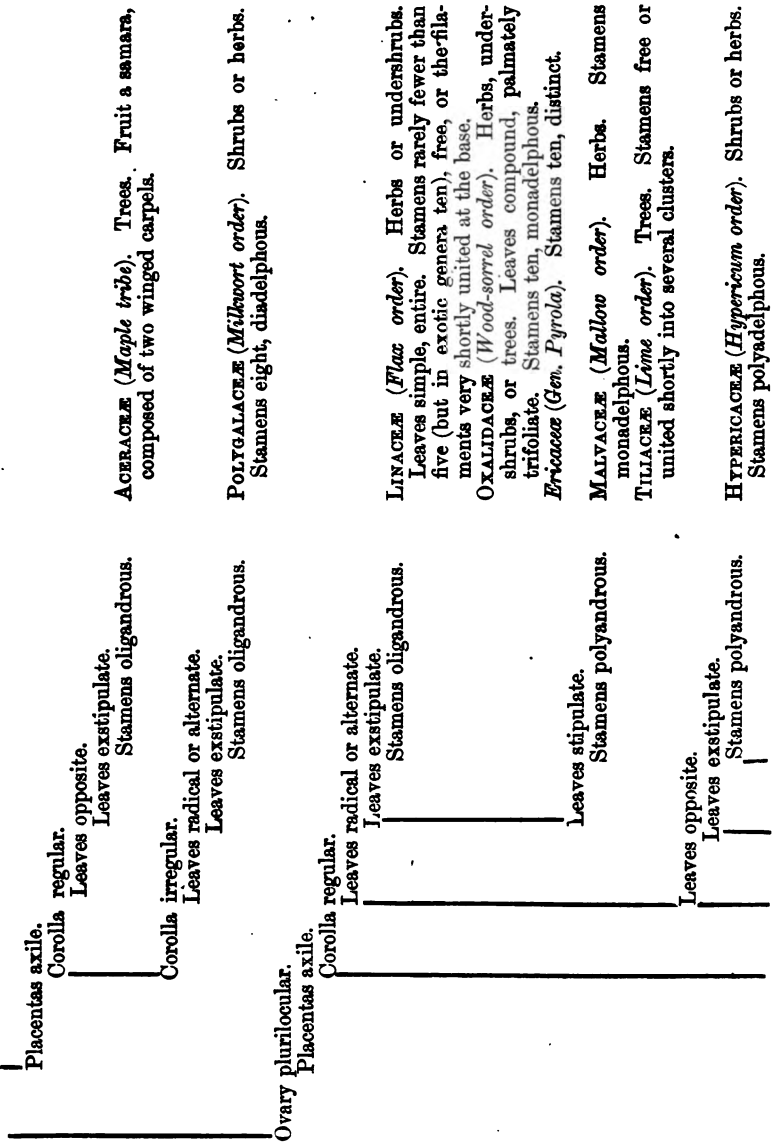 Placentas axile.
Corolla regular.
Leaves opposite.
Leaves exstipulate.
Stamens oligandrous.
ACERACEÆ (Maple tribe). Trees. Fruit a samara,
composed of two winged carpels.
Corolla irregular.
Leaves radical or alternate.
Leaves exstipulate.
Stamens oligandrous.
POLYGALACEÆ (Milkwort order). Shrubs or herbs.
Stamens eight, diadelphous.
Ovary plurilocular.
Placentas axile.
Corolla regular.
Leaves radical or alternate.
Leaves exstipulate.
Stamens oligandrous.
LINACEÆ (Flax order). Herbs or undershrubs.
Leaves simple, entire. Stamens rarely fewer than
five (but in exotic genera ten), free, or the fila-
ments very shortly united at the base.
OXALIDACEÆ (Wood-sorrel order). Herbs, under-
shrubs, or trees. Leaves compound, palmately
trifoliate. Stamens ten, monadelphous.
Ericaceæ (Gen. Pyrola). Stamens ten, distinct.
Leaves stipulate.
Stamens polyandrous.
MALVACEÆ (Mallow order). Herbs. Stamens
monadelphous.
TILIACEÆ (Lime order). Trees. Stamens free or
united shortly into several clusters.
Leaves opposite.
Leaves exstipulate.
Stamens polyandrous.
HYPERICACEÆ (Hypericum order). Shrubs or herbs.
Stamens polyadelphous.